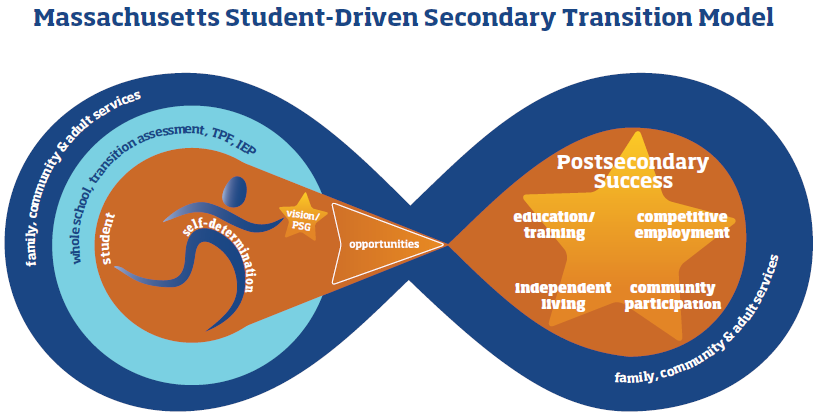 Massachusetts Student-Driven Secondary Transition Model
family, community & adult services
whole school, transition assessment, TPF, IEP
student
self-determination
vision/
PSG
opportunities
Postsecondary
Success
education/
training
competitive
employment
independent
living
community
participation
family, community & adult services